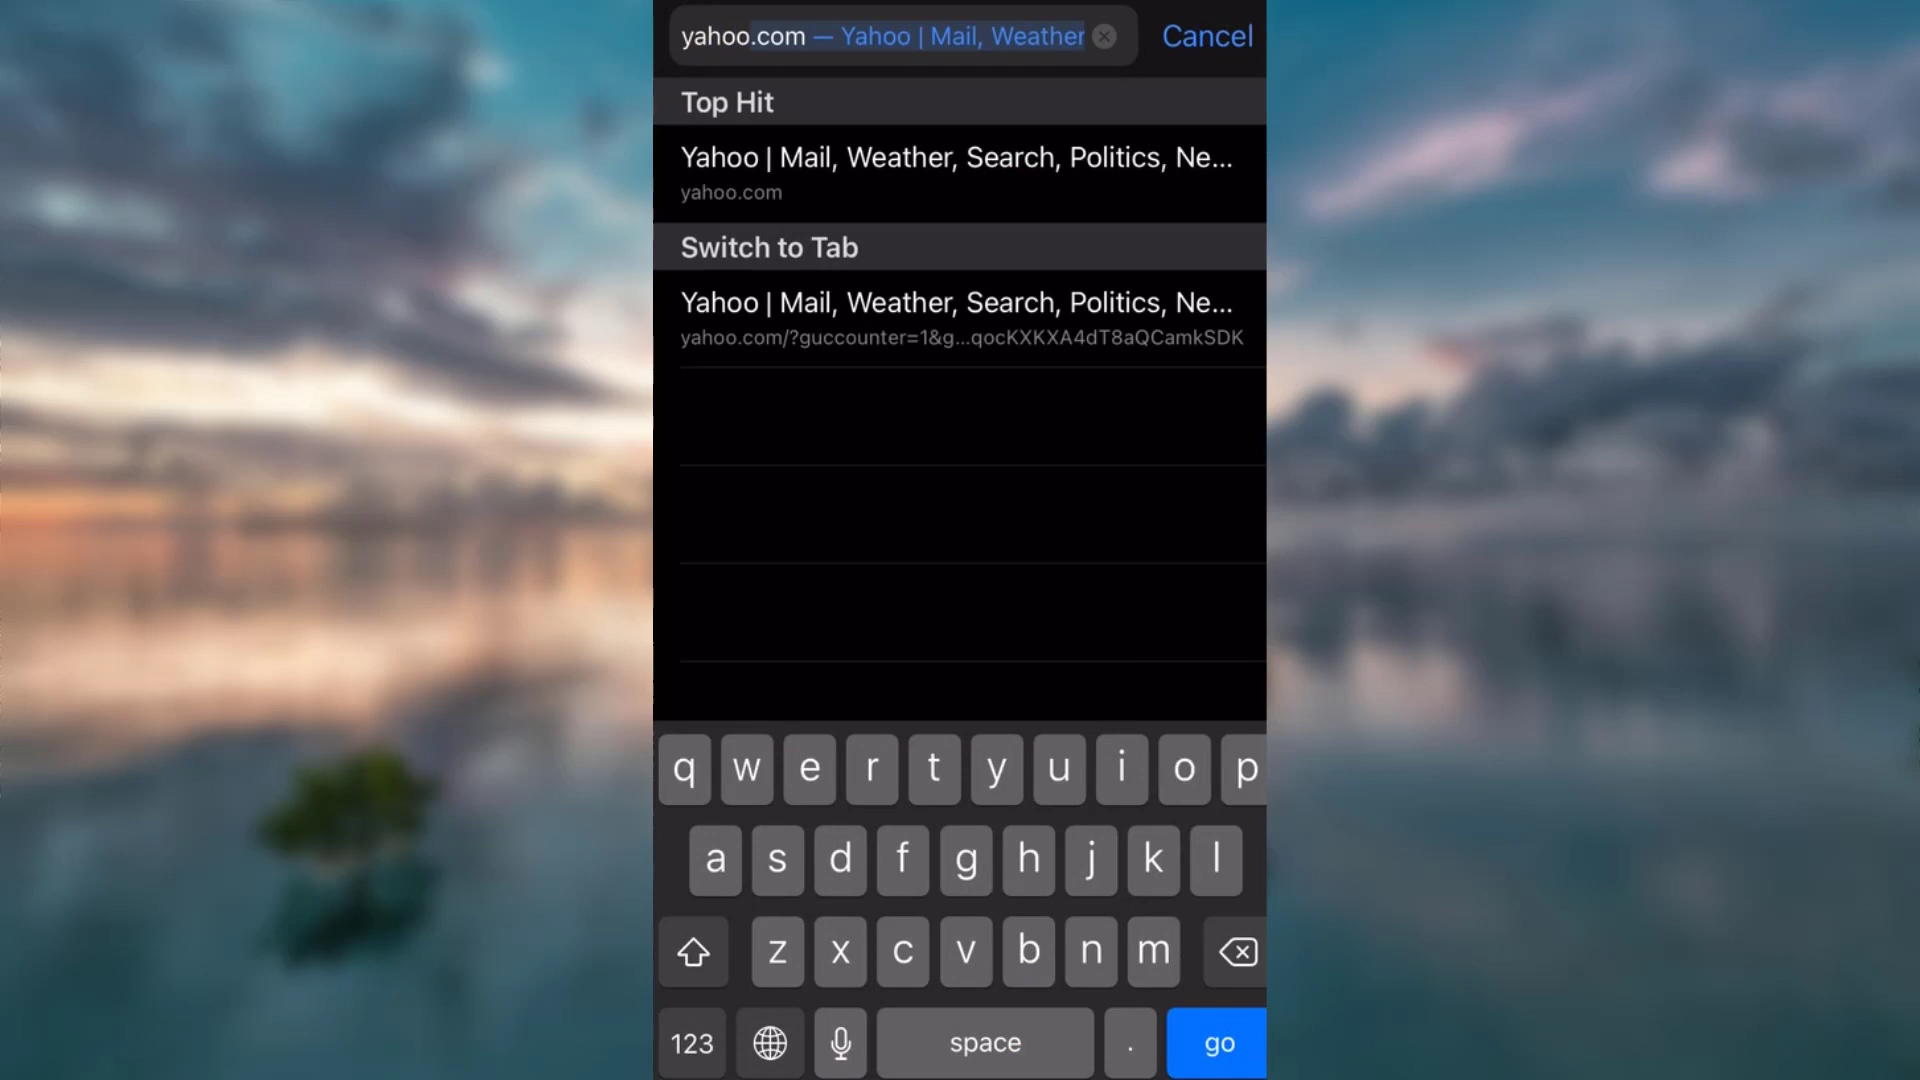 yahoo.com — Yahoo | Mail, Weather
Cancel
Top Hit
Yahoo | Mail, Weather, Search, Politics, Ne...
yahoo.com
Switch to Tab
Yahoo | Mail, Weather, Search, Politics, Ne...
yahoo.com/?guccounter=1&g...qocKXKXA4dT8aQCamkSDK
q w e r t y u i o p
a s d f g h j k l
z x c v b n m
123 space . go